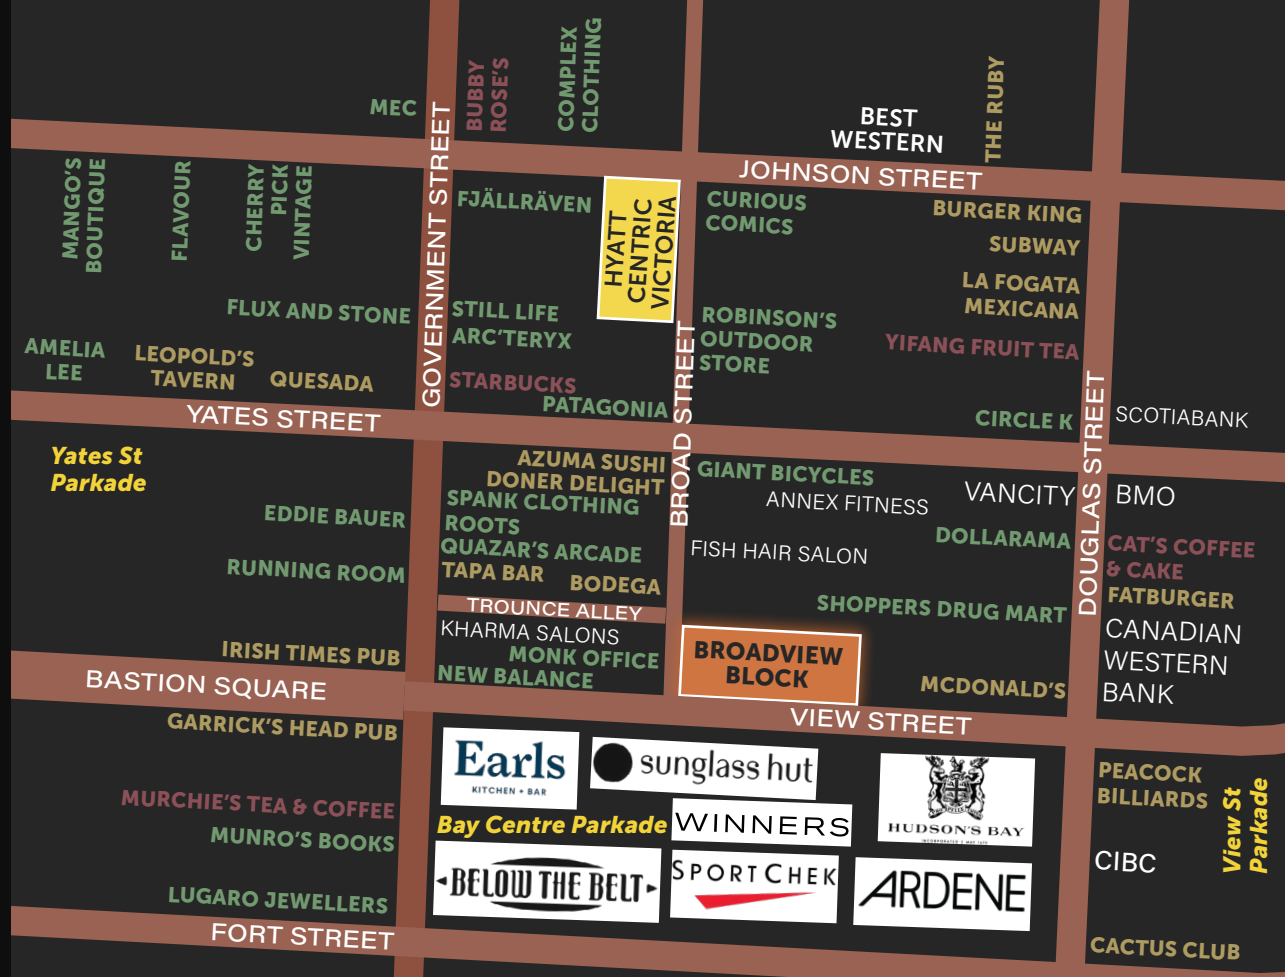 MEC
BUBBY
ROSE'S
COMPLEX
CLOTHING
BEST
WESTERN
THE RUBY
JOHNSON STREET
MANGO'S
BOUTIQUE
FLAVOUR
CHERRY
PICK
VINTAGE
GOVERNMENT STREET
FJÄLLRÄVEN
HYATT
CENTRIC
VICTORIA
CURIOUS
COMICS
BURGER KING
SUBWAY
LA FOGATA
MEXICANA
FLUX AND STONE
STILL LIFE
ARC'TERYX
ROBINSON'S
OUTDOOR
STORE
YIFANG FRUIT TEA
AMELIA
LEE
LEOPOLD'S
TAVERN
QUESADA
STARBUCKS
PATAGONIA
BROAD STREET
CIRCLE K
DOUGLAS STREET
SCOTIABANK
YATES STREET
Yates St
Parkade
AZUMA SUSHI
DONER DELIGHT
SPANK CLOTHING
ROOTS
QUAZAR'S ARCADE
TAPA BAR
BODEGA
GIANT BICYCLES
ANNEX FITNESS
VANCITY
BMO
EDDIE BAUER
FISH HAIR SALON
DOLLARAMA
CAT'S COFFEE
& CAKE
FATBURGER
RUNNING ROOM
SHOPPERS DRUG MART
TROUNCE ALLEY
KHARMA SALONS
MONK OFFICE
NEW BALANCE
BROADVIEW
BLOCK
CANADIAN
WESTERN
BANK
IRISH TIMES PUB
MCDONALD'S
BASTION SQUARE
VIEW STREET
GARRICK'S HEAD PUB
Earls
KITCHEN + BAR
sunglass hut
HUDSON'S BAY
PEACOCK
BILLIARDS
View St
Parkade
MURCHIE'S TEA & COFFEE
MUNRO'S BOOKS
Bay Centre Parkade
WINNERS
BELOW THE BELT
SPORTCHEK
ARDENE
CIBC
LUGARO JEWELLERS
FORT STREET
CACTUS CLUB